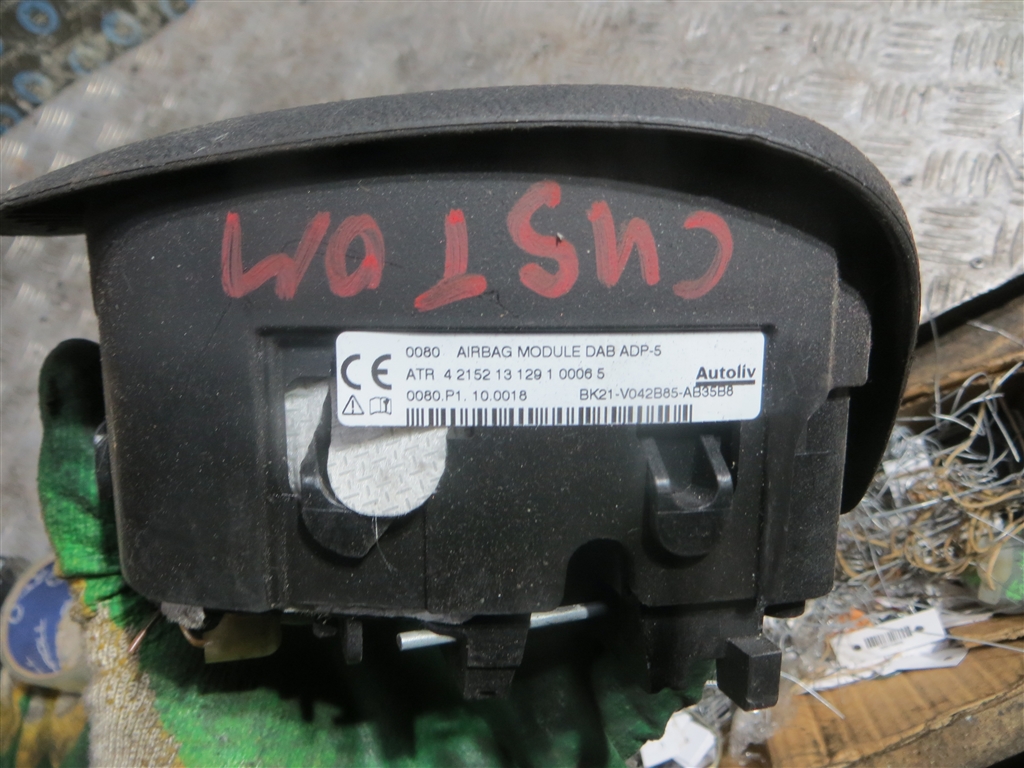 CUSTOM
0080 AIRBAG MODULE DAB ADP-5
CE ATR 4 2152 13 129 1 0006 5 Autoliv
0080.P1. 10.0018 BK21-V042B85-AB35B8